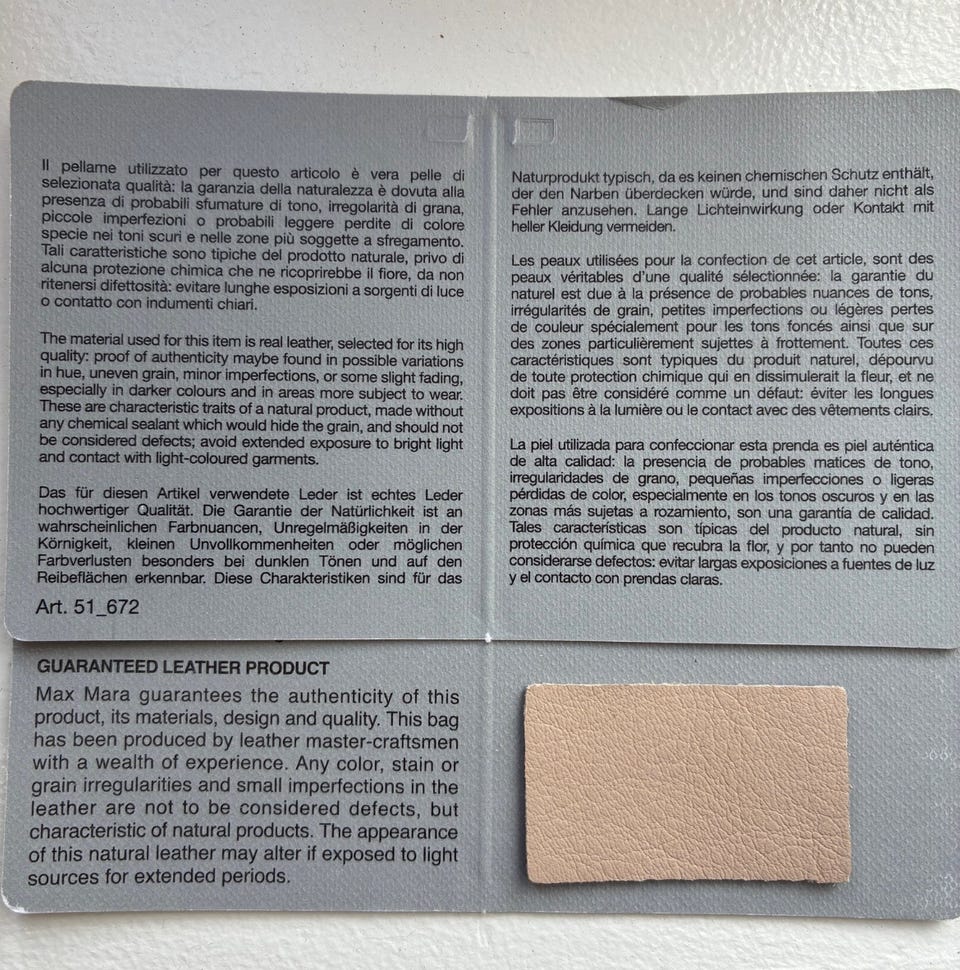 Il pellame utilizzato per questo articolo è vera pelle di
selezionata qualità: la garanzia della naturalezza è dovuta alla
presenza di probabili sfumature di tono, irregolarità di grana,
piccole imperfezioni o probabili leggere perdite di colore
specie nei toni scuri e nelle zone più soggette a sfregamento.
Tali caratteristiche sono tipiche del prodotto naturale, privo di
alcuna protezione chimica che ne ricoprirebbe il fiore, da non
ritenersi difettosità: evitare lunghe esposizioni a sorgenti di luce
o contatto con indumenti chiari.
The material used for this item is real leather, selected for its high
quality: proof of authenticity maybe found in possible variations
in hue, uneven grain, minor imperfections, or some slight fading,
especially in darker colours and in areas more subject to wear.
These are characteristic traits of a natural product, made without
any chemical sealant which would hide the grain, and should not
be considered defects; avoid extended exposure to bright light
and contact with light-coloured garments.
Das für diesen Artikel verwendete Leder ist echtes Leder
hochwertiger Qualität. Die Garantie der Natürlichkeit ist an
wahrscheinlichen Farbnuancen, Unregelmäßigkeiten in der
Körnigkeit, kleinen Unvollkommenheiten oder möglichen
Farbverlusten besonders bei dunklen Tönen und auf den
Reibeflächen erkennbar. Diese Charakteristiken sind für das
Art. 51_672
Naturprodukt typisch, da es keinen chemischen Schutz enthält,
der den Narben überdecken würde, und sind daher nicht als
Fehler anzusehen. Lange Lichteinwirkung oder Kontakt mit
heller Kleidung vermeiden.
Les peaux utilisées pour la confection de cet article, sont des
peaux véritables d'une qualité sélectionnée: la garantie du
naturel est due à la présence de probables nuances de tons,
irrégularités de grain, petites imperfections ou légères pertes
de couleur spécialement pour les tons foncés ainsi que sur
des zones particulièrement sujettes à frottement. Toutes ces
caractéristiques sont typiques du produit naturel, dépourvu
de toute protection chimique qui en dissimulerait la fleur, et ne
doit pas être considéré comme un défaut: éviter les longues
expositions à la lumière ou le contact avec des vêtements clairs.
La piel utilizada para confeccionar esta prenda es piel auténtica
de alta calidad: la presencia de probables matices de tono,
irregularidades de grano, pequeñas imperfecciones o ligeras
pérdidas de color, especialmente en los tonos oscuros y en las
zonas más sujetas a rozamiento, son una garantía de calidad.
Tales características son típicas del producto natural, sin
protección química que recubra la flor, y por tanto no pueden
considerarse defectos: evitar largas exposiciones a fuentes de luz
y el contacto con prendas claras.
GUARANTEED LEATHER PRODUCT
Max Mara guarantees the authenticity of this
product, its materials, design and quality. This bag
has been produced by leather master-craftsmen
with a wealth of experience. Any color, stain or
grain irregularities and small imperfections in the
leather are not to be considered defects, but
characteristic of natural products. The appearance
of this natural leather may alter if exposed to light
sources for extended periods.